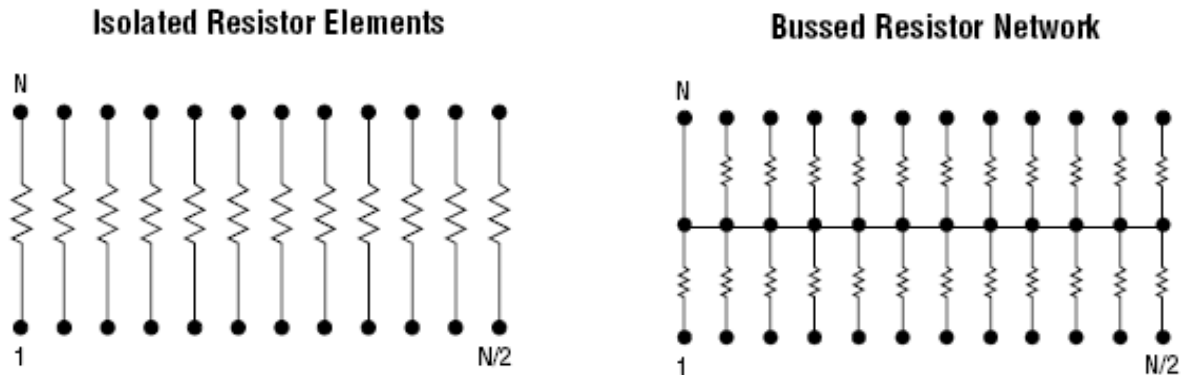 Isolated Resistor Elements
N
1
N/2
Bussed Resistor Network
N
1
N/2